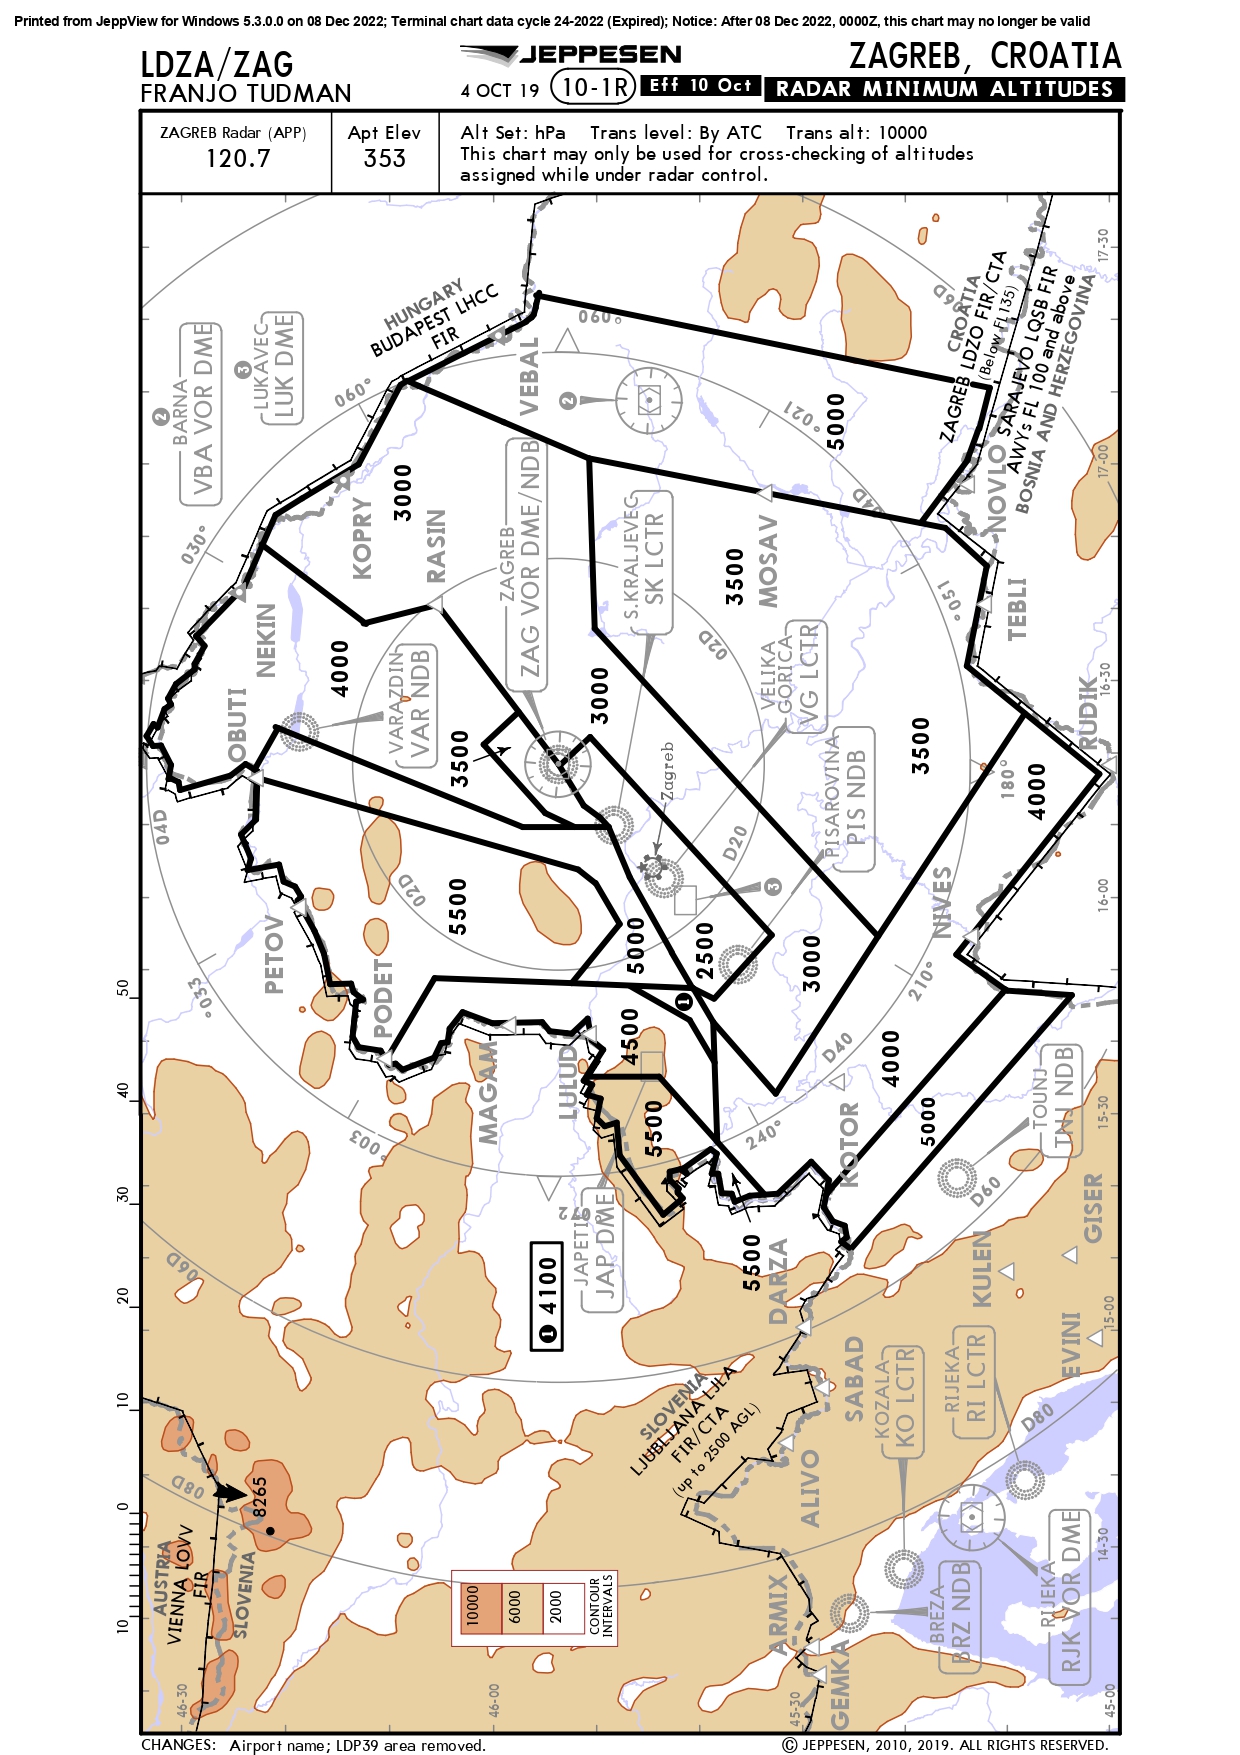 Printed from JeppView for Windows 5.3.0.0 on 08 Dec 2022; Terminal chart data cycle 24-2022 (Expired); Notice: After 08 Dec 2022, 0000Z, this chart may no longer be valid
LDZA/ZAG
FRANJO TUDMAN
JEPPESEN
4 OCT 19
10-1R
Eff 10 Oct
ZAGREB, CROATIA
RADAR MINIMUM ALTITUDES
ZAGREB Radar (APP)
120.7
Apt Elev
353
Alt Set: hPa Trans level: By ATC Trans alt: 10000
This chart may only be used for cross-checking of altitudes
assigned while under radar control.
2
BARNA
VBA VOR DME
3
LUKAVEC
LUK DME
HUNGARY
BUDAPEST LHCC
FIR
060°
090°
030°
VEBAL
2
120°
5000
D60
CROATIA
ZAGREB LDZO FIR/CTA
(Below FL135)
SARAJEVO LQSB FIR
AWYs FL 100 and above
BOSNIA AND HERZEGOVINA
17-30
17-00
NOVLO
D40
KOPRY
3000
RASIN
ZAGREB
ZAG VOR DME/NDB
S.KRALJEVEC
SK LCTR
3500
MOSAV
150°
TEBLI
NEKIN
4000
VARAZDIN
VAR NDB
D20
3000
VELIKA
GORICA
VG LCTR
16-30
RUDIK
OBUTI
3500
Zagreb
PISAROVINA
PIS NDB
3500
180°
4000
D40
D20
D20
3
5500
5000
2500
3000
NIVES
210°
16-00
PETOV
330°
PODET
50
1
4500
D40
4000
MAGAM
LULUD
5500
240°
KOTOR
5000
TOUNJ
TNJ NDB
15-30
40
300°
270°
30
JAPETIC
JAP DME
1 4100
5500
DARZA
D60
KULEN
GISER
D60
20
SABAD
EVINI
15-00
10
SLOVENIA
LJUBLJANA LJLA
FIR/CTA
(up to 2500 AGL)
ALIVO
KOZALA
KO LCTR
RIJEKA
RI LCTR
D80
D80
8265
0
AUSTRIA
VIENNA LOVV
FIR
SLOVENIA
10
10000
6000
2000
CONTOUR
INTERVALS
ARMIX
GEMKA
BREZA
BRZ NDB
RIJEKA
RJK VOR DME
14-30
46-30
46-00
45-30
45-00
CHANGES: Airport name; LDP39 area removed.
© JEPPESEN, 2010, 2019. ALL RIGHTS RESERVED.